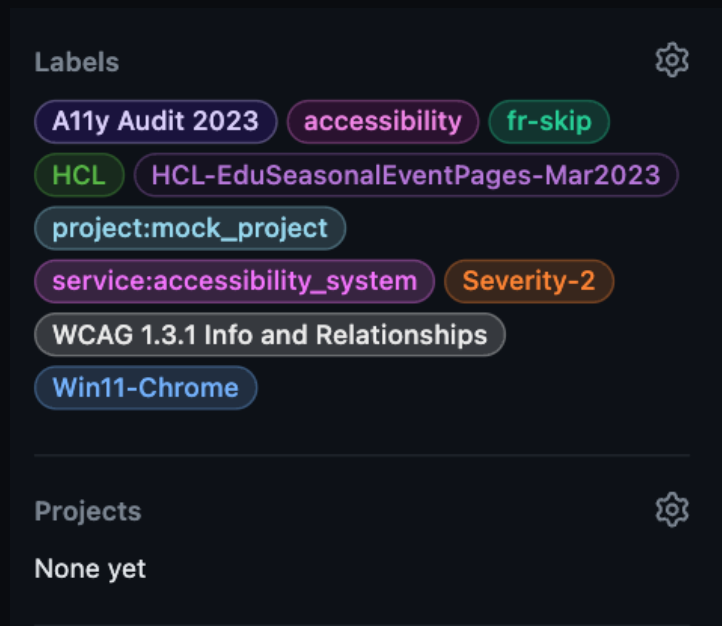 Labels
A11y Audit 2023 accessibility fr-skip
HCL HCL-EduSeasonalEventPages-Mar2023
project:mock_project
service:accessibility_system Severity-2
WCAG 1.3.1 Info and Relationships
Win11-Chrome
Projects
None yet